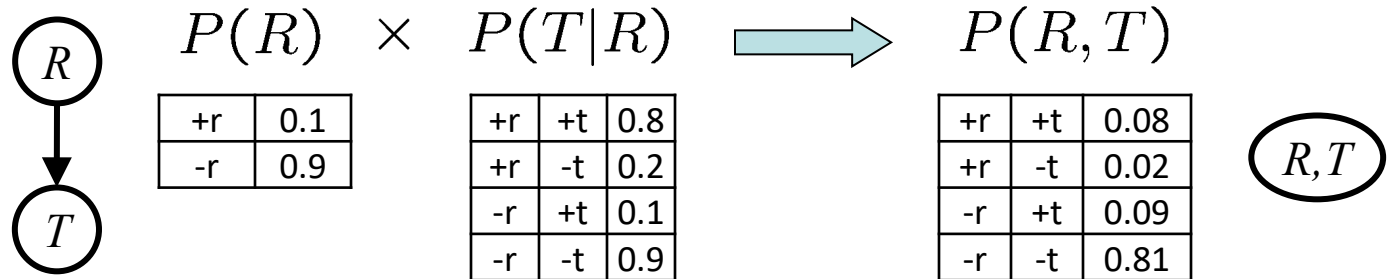 P(R) × P(T|R) P(R,T)
R
+r 0.1 +r +t 0.8 +r +t 0.08
-r 0.9 +r -t 0.2 +r -t 0.02
R,T
-r +t 0.1 -r +t 0.09
T
-r -t 0.9 -r -t 0.81